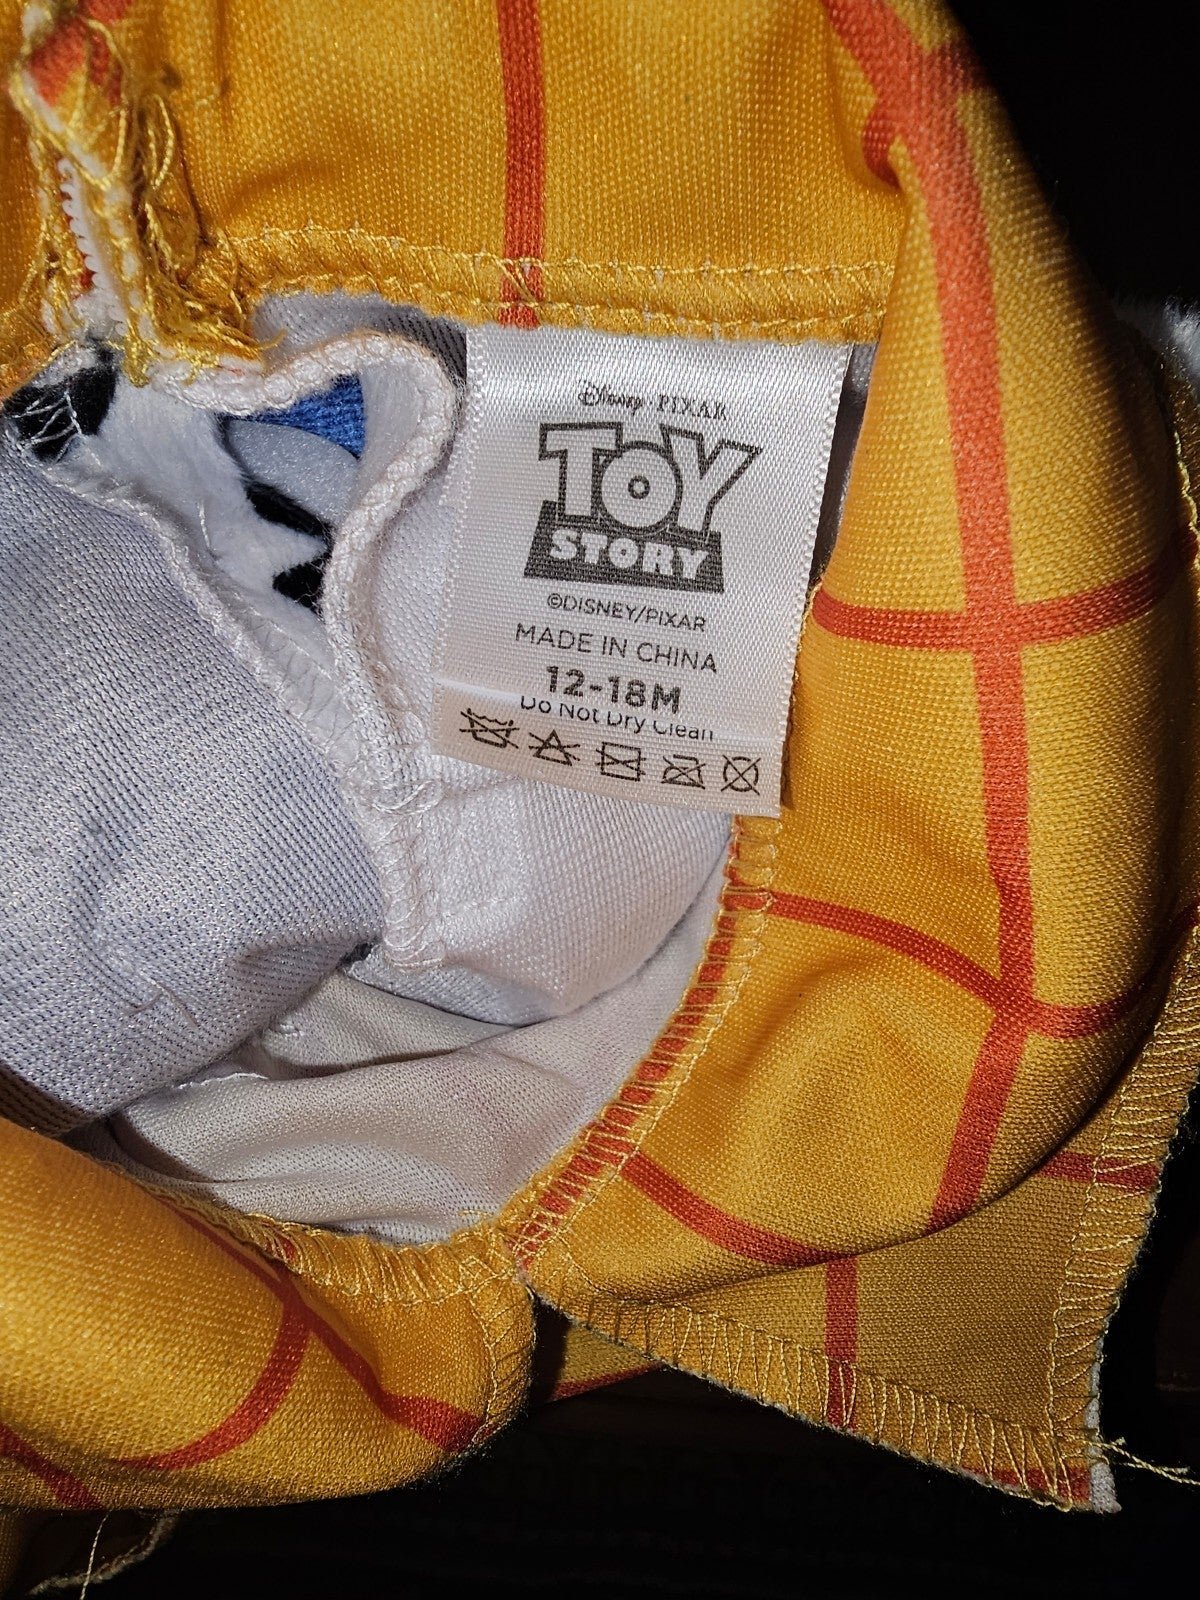 Disney · PIXAR
TOY
STORY
©DISNEY/PIXAR
MADE IN CHINA
12-18M
Do Not Dry Clean